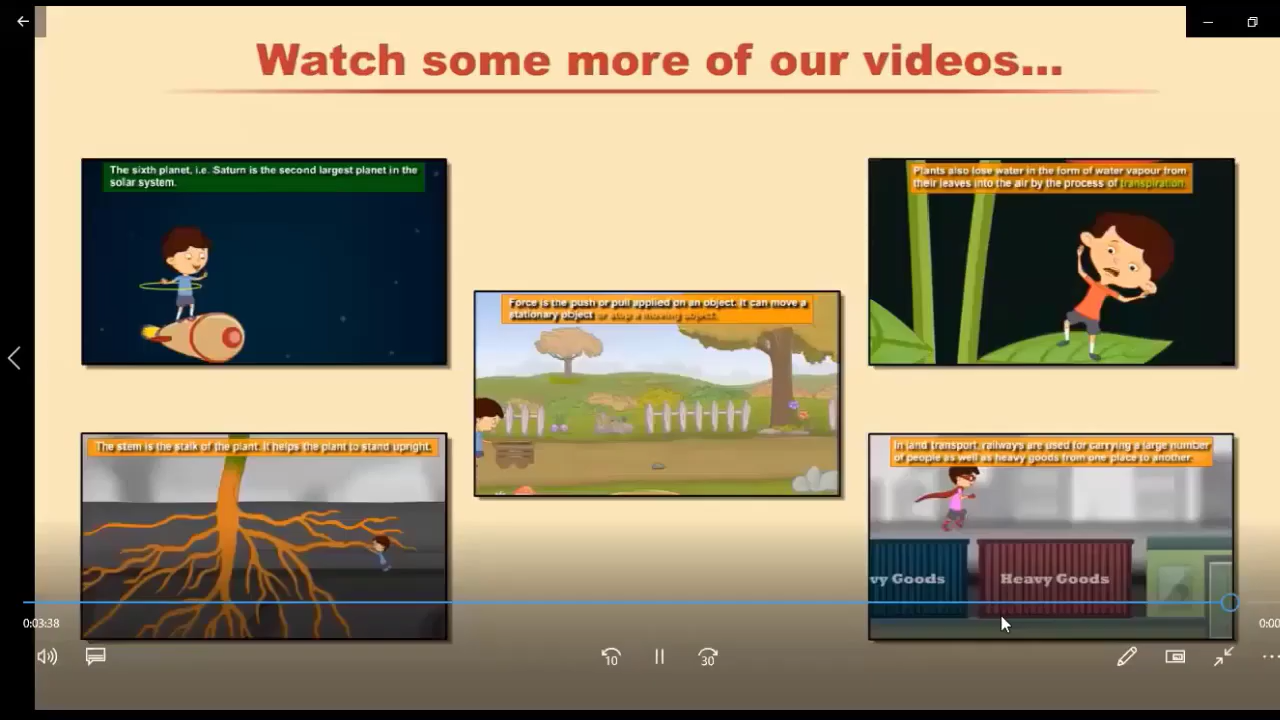 Watch some more of our videos...
The sixth planet, i.e. Saturn is the second largest planet in the
solar system.
Plants also lose water in the form of water vapour from
their leaves into the air by the process of transpiration.
Force is the push or pull applied on an object. It can move a
stationary object or stop a moving object.
The stem is the stalk of the plant. It helps the plant to stand upright.
In land transport, railways are used for carrying a large number
of people as well as heavy goods from one place to another.
vy Goods
Heavy Goods
0:03:38
0:00
10
30